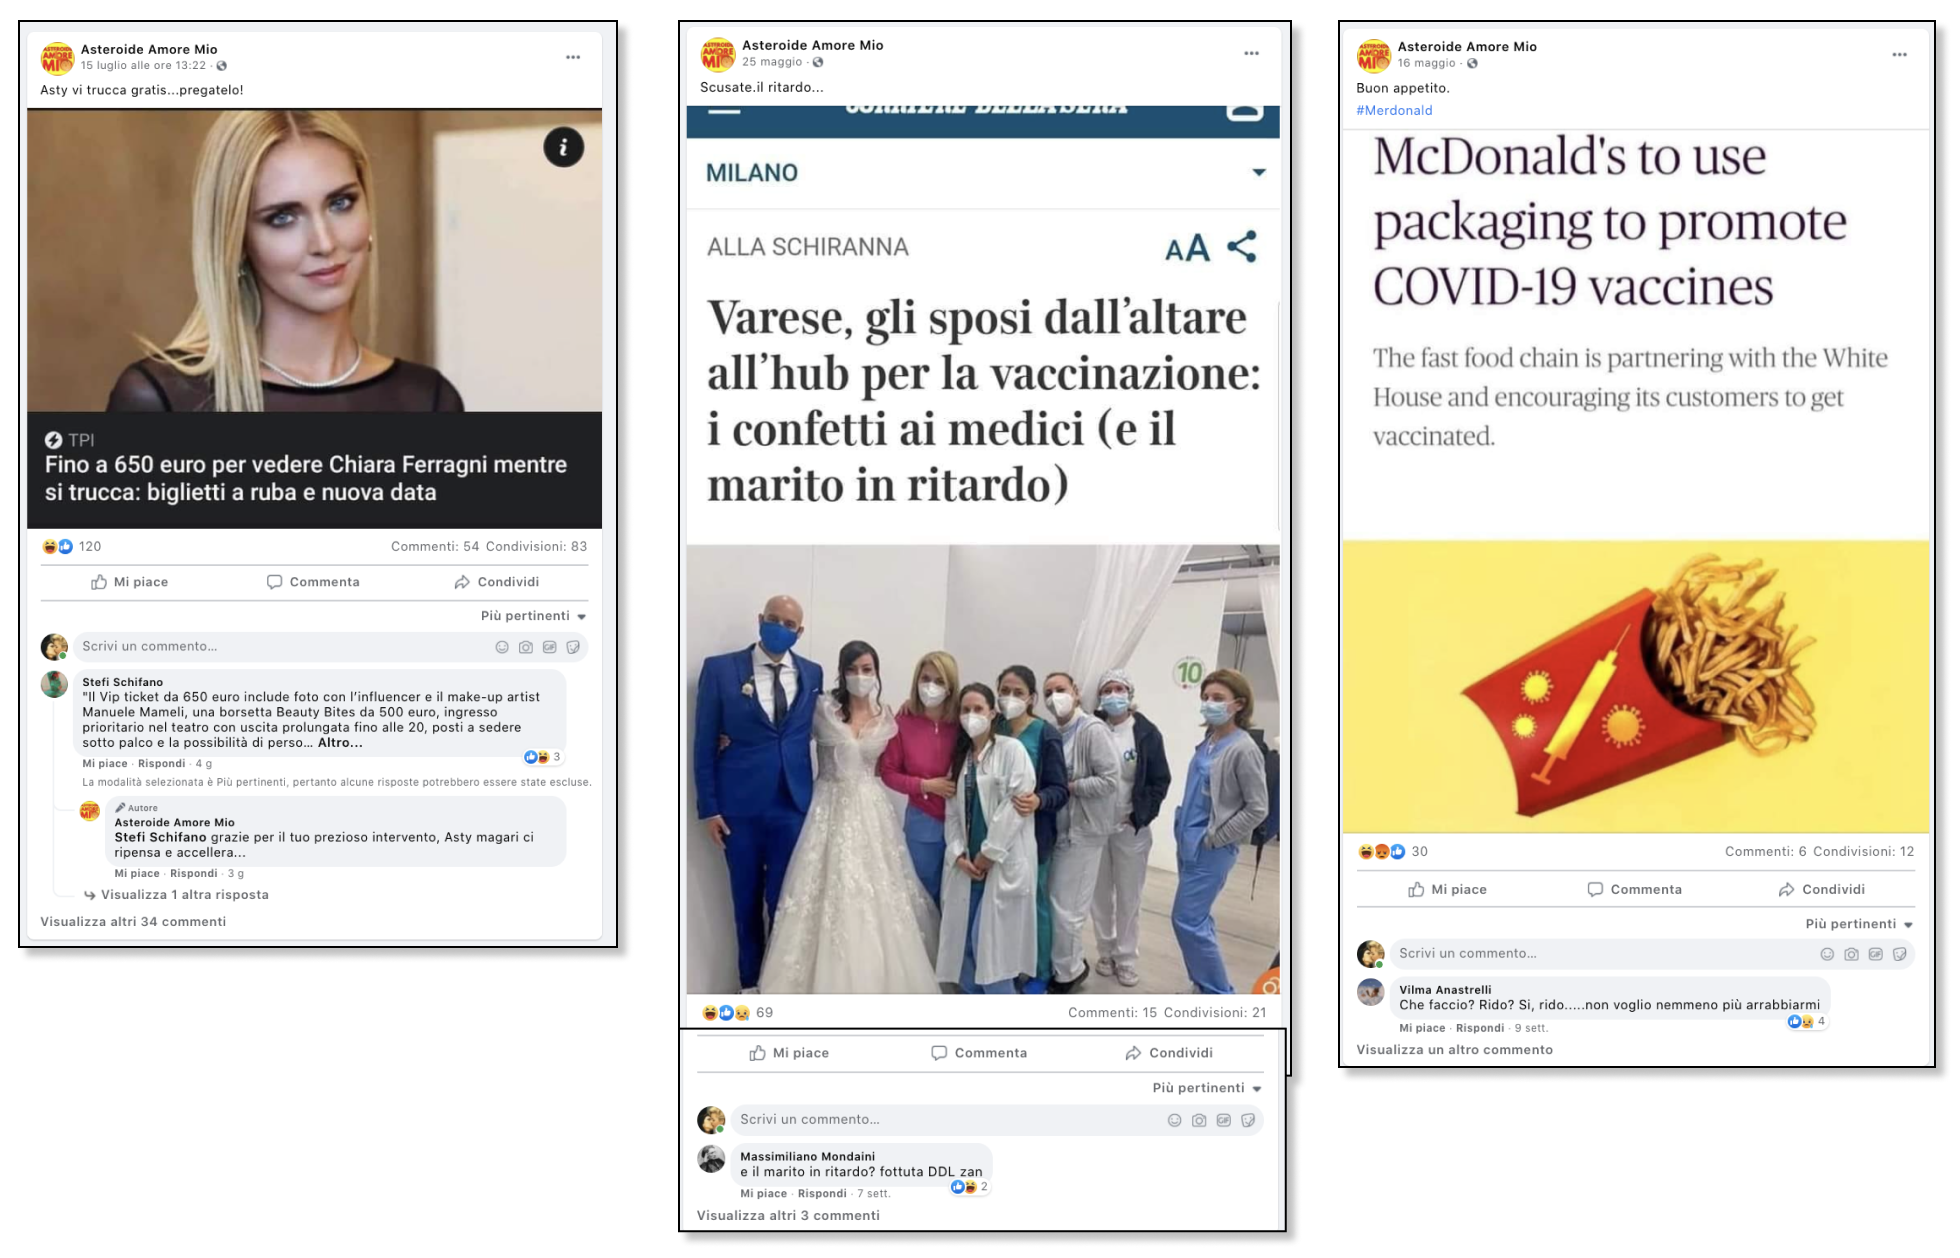 Asteroide Amore Mio
15 luglio alle ore 13:22 ·
Asty vi trucca gratis...pregatelo!
i
TPI
Fino a 650 euro per vedere Chiara Ferragni mentre
si trucca: biglietti a ruba e nuova data
120
Commenti: 54 Condivisioni: 83
Mi piace
Commenta
Condividi
Più pertinenti
Scrivi un commento...
Stefi Schifano
"Il Vip ticket da 650 euro include foto con l'influencer e il make-up artist
Manuele Mameli, una borsetta Beauty Bites da 500 euro, ingresso
prioritario nel teatro con uscita prolungata fino alle 20, posti a sedere
sotto palco e la possibilità di perso... Altro...
3
Mi piace · Rispondi · 4 g
La modalità selezionata è Più pertinenti, pertanto alcune risposte potrebbero essere state escluse.
Autore
Asteroide Amore Mio
Stefi Schifano grazie per il tuo prezioso intervento, Asty magari ci
ripensa e accellera...
Mi piace · Rispondi · 3 g
Visualizza 1 altra risposta
Visualizza altri 34 commenti
Asteroide Amore Mio
25 maggio ·
Scusate.il ritardo...
CORRIERE DELLA SERA
MILANO
ALLA SCHIRANNA
AA
Varese, gli sposi dall'altare
all'hub per la vaccinazione:
i confetti ai medici (e il
marito in ritardo)
10
69
Commenti: 15 Condivisioni: 21
Mi piace
Commenta
Condividi
Più pertinenti
Scrivi un commento...
Massimiliano Mondaini
e il marito in ritardo? fottuta DDL zan
2
Mi piace · Rispondi · 7 sett.
Visualizza altri 3 commenti
Asteroide Amore Mio
16 maggio ·
Buon appetito.
#Merdonald
McDonald's to use
packaging to promote
COVID-19 vaccines
The fast food chain is partnering with the White
House and encouraging its customers to get
vaccinated.
30
Commenti: 6 Condivisioni: 12
Mi piace
Commenta
Condividi
Più pertinenti
Scrivi un commento...
Vilma Anastrelli
Che faccio? Rido? Si, rido.....non voglio nemmeno più arrabbiarmi
4
Mi piace · Rispondi · 9 sett.
Visualizza un altro commento